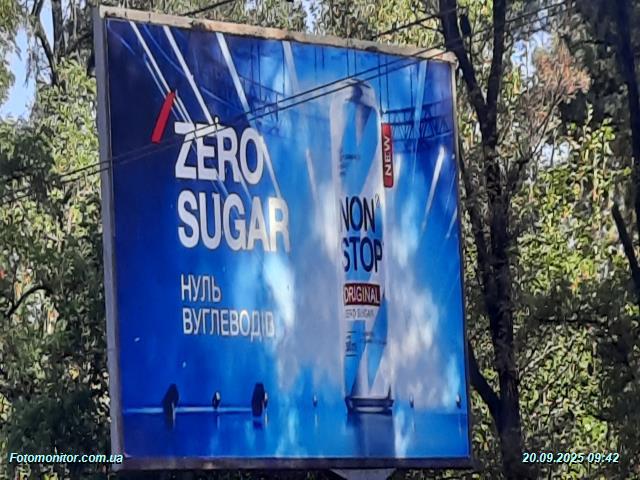 ZERO
SUGAR
НУЛЬ
ВУГЛЕВОДІВ
NEW
NON
STOP
ORIGINAL
ZERO SUGAR
Fotomonitor.com.ua
20.09.2025 09:42